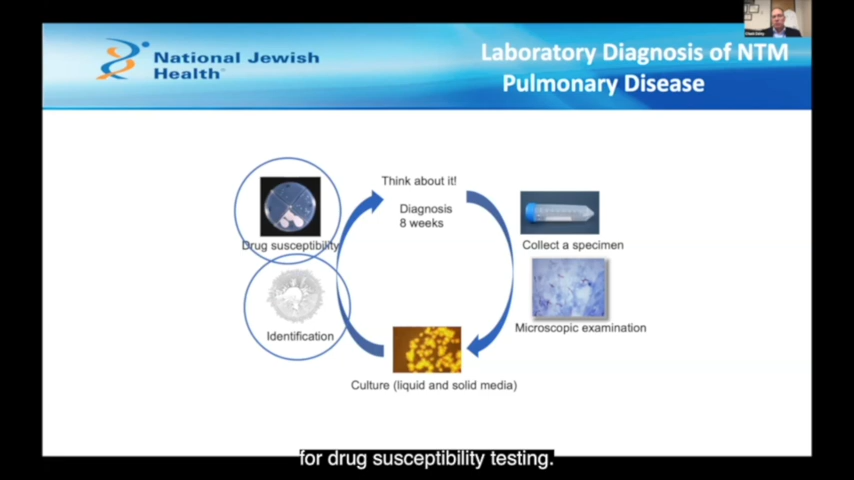 National Jewish
Health®
Laboratory Diagnosis of NTM
Pulmonary Disease
Think about it!
Diagnosis
8 weeks
Drug susceptibility
Collect a specimen
Identification
Microscopic examination
Culture (liquid and solid media)
for drug susceptibility testing.